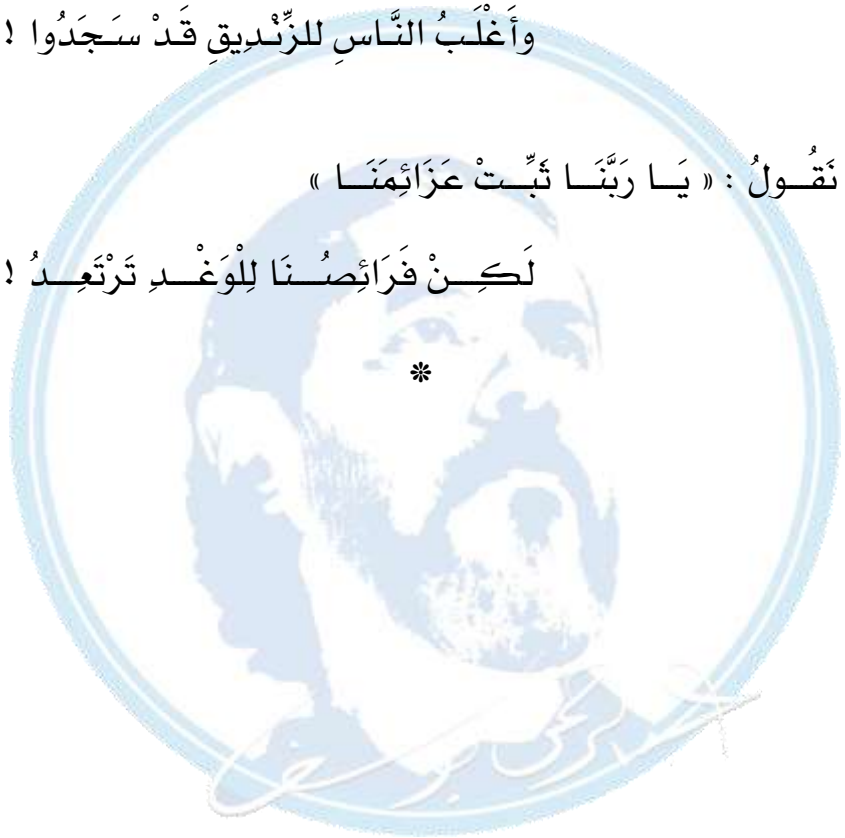 وأَغْلَبُ النَّاسِ للزِّنْدِيقِ قَدْ سَجَدُوا !
نَقُولُ : « يَا رَبَّنَا ثَبِّتْ عَزَائِمَنَا »
لَكِنْ فَرَائِصُنَا لِلْوَغْدِ تَرْتَعِدُ !
*